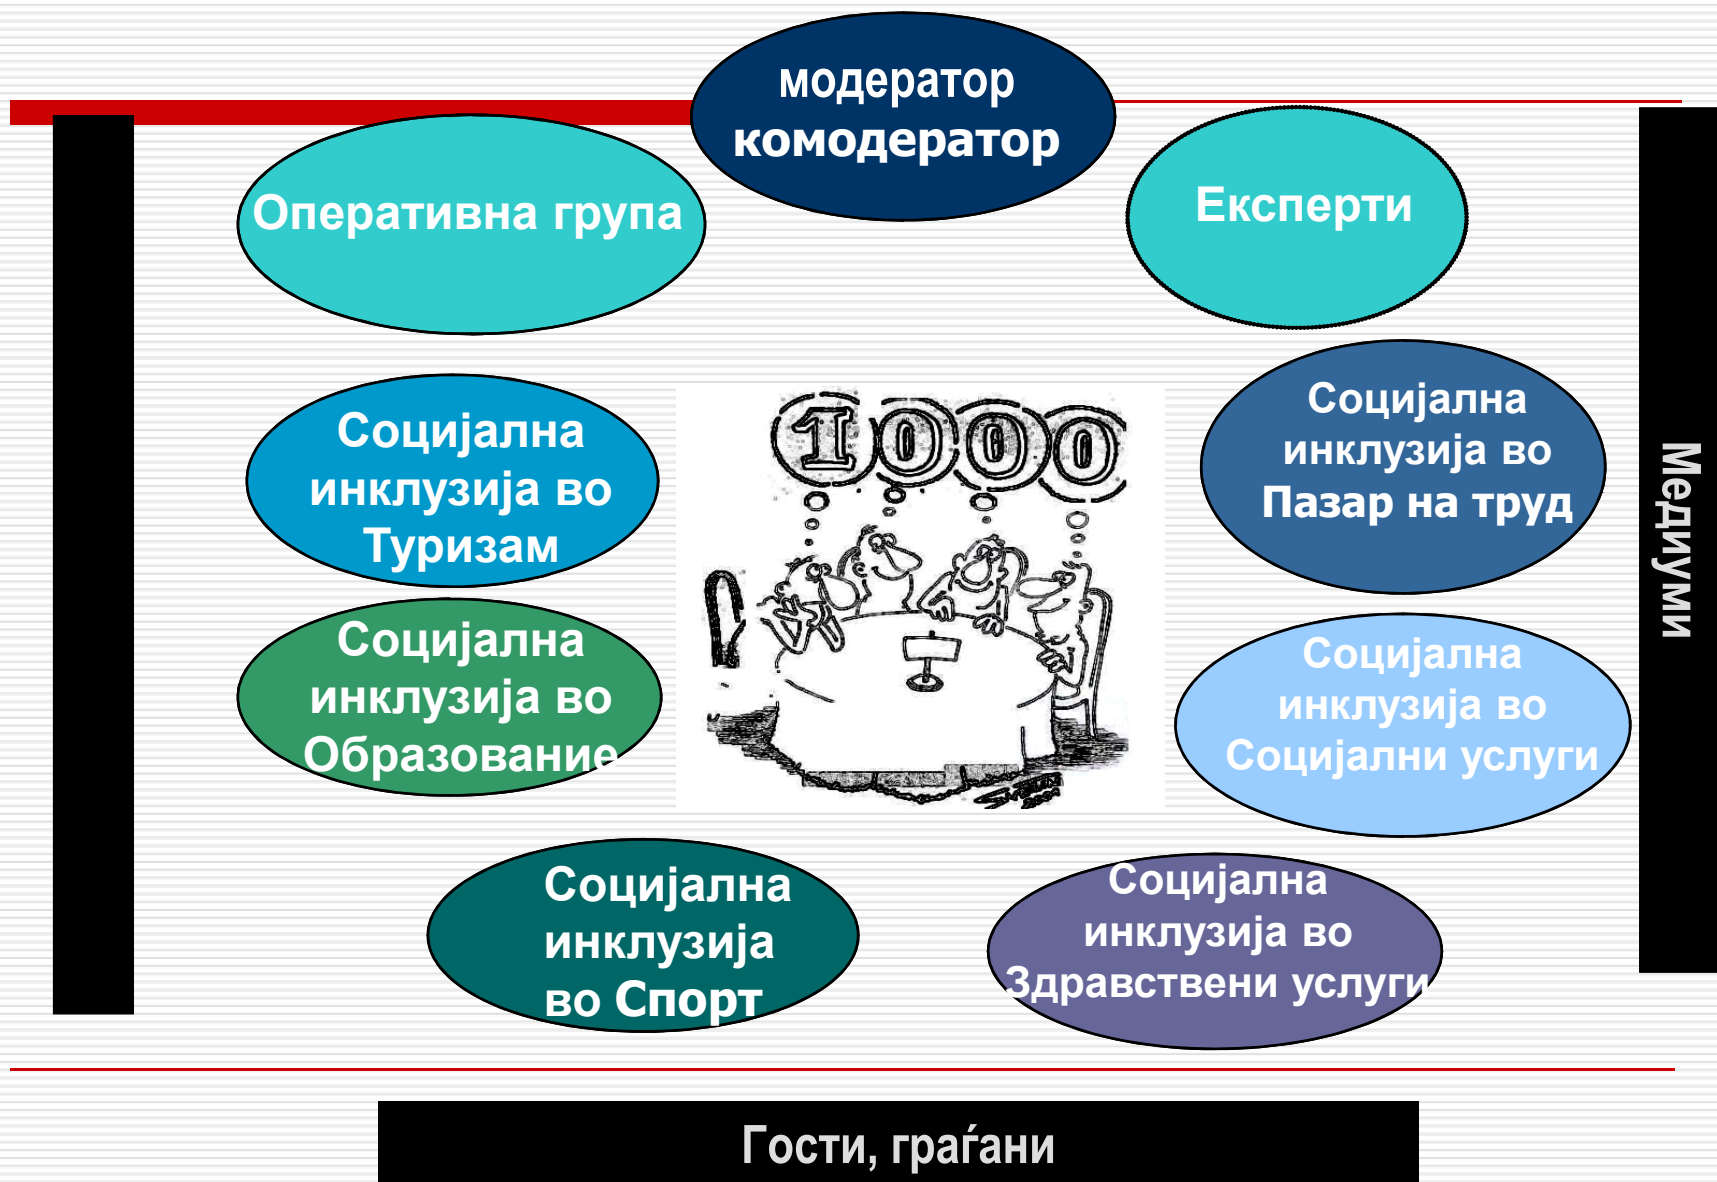 модератор
комодератор
Оперативна група
Експерти
Социјална
инклузија во
Туризам
1000
Социјална
инклузија во
Пазар на труд
Медиуми
Социјална
инклузија во
Образование
Социјална
инклузија во
Социјални услуги
Социјална
инклузија
во Спорт
Социјална
инклузија во
Здравствени услуги
Гости, граѓани